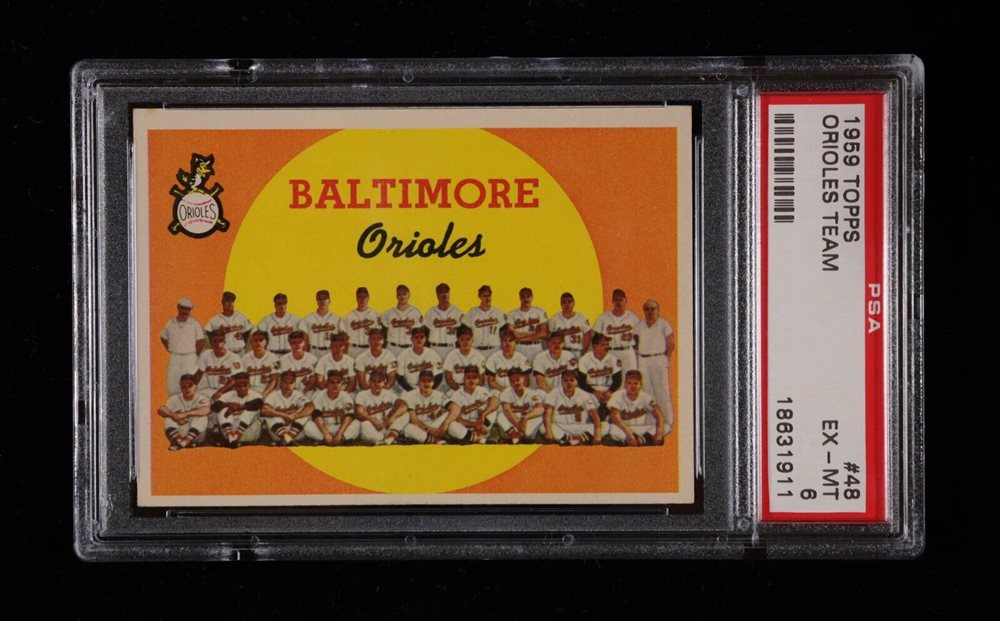 BALTIMORE
Orioles
ORIOLES
1959 TOPPS
ORIOLES TEAM
#48
EX-MT
6
18631911
PSA